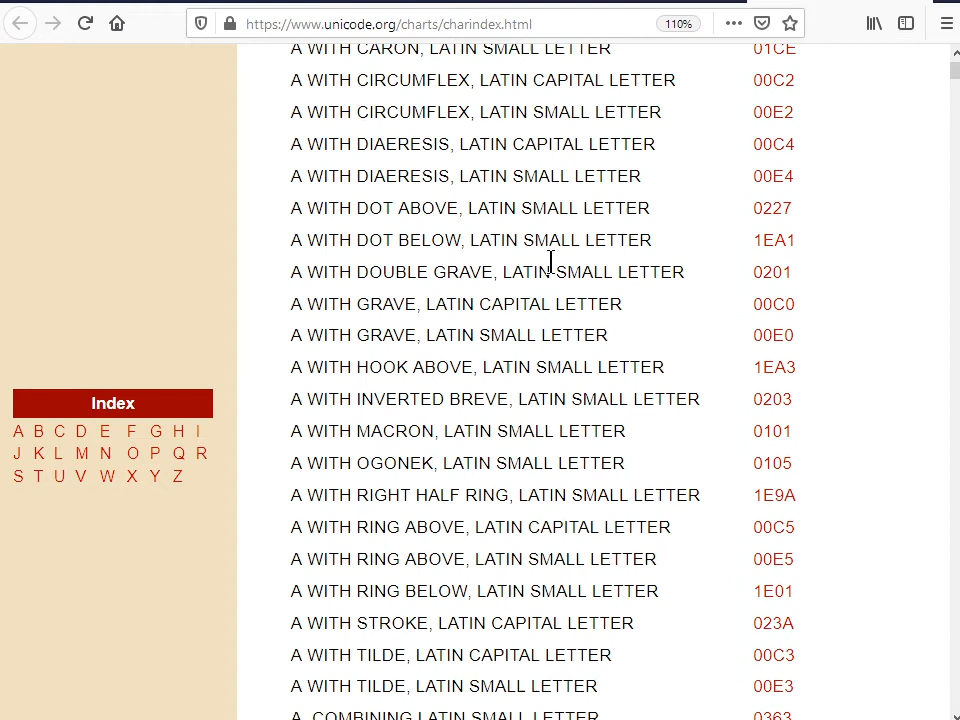 https://www.unicode.org/charts/charindex.html 110%
A WITH CARON, LATIN SMALL LETTER 01CE
A WITH CIRCUMFLEX, LATIN CAPITAL LETTER 00C2
A WITH CIRCUMFLEX, LATIN SMALL LETTER 00E2
A WITH DIAERESIS, LATIN CAPITAL LETTER 00C4
A WITH DIAERESIS, LATIN SMALL LETTER 00E4
A WITH DOT ABOVE, LATIN SMALL LETTER 0227
A WITH DOT BELOW, LATIN SMALL LETTER 1EA1
A WITH DOUBLE GRAVE, LATIN SMALL LETTER 0201
A WITH GRAVE, LATIN CAPITAL LETTER 00C0
A WITH GRAVE, LATIN SMALL LETTER 00E0
A WITH HOOK ABOVE, LATIN SMALL LETTER 1EA3
A WITH INVERTED BREVE, LATIN SMALL LETTER 0203
A WITH MACRON, LATIN SMALL LETTER 0101
A WITH OGONEK, LATIN SMALL LETTER 0105
A WITH RIGHT HALF RING, LATIN SMALL LETTER 1E9A
A WITH RING ABOVE, LATIN CAPITAL LETTER 00C5
A WITH RING ABOVE, LATIN SMALL LETTER 00E5
A WITH RING BELOW, LATIN SMALL LETTER 1E01
A WITH STROKE, LATIN CAPITAL LETTER 023A
A WITH TILDE, LATIN CAPITAL LETTER 00C3
A WITH TILDE, LATIN SMALL LETTER 00E3
A, COMBINING LATIN SMALL LETTER 0363
Index
A B C D E F G H I
J K L M N O P Q R
S T U V W X Y Z